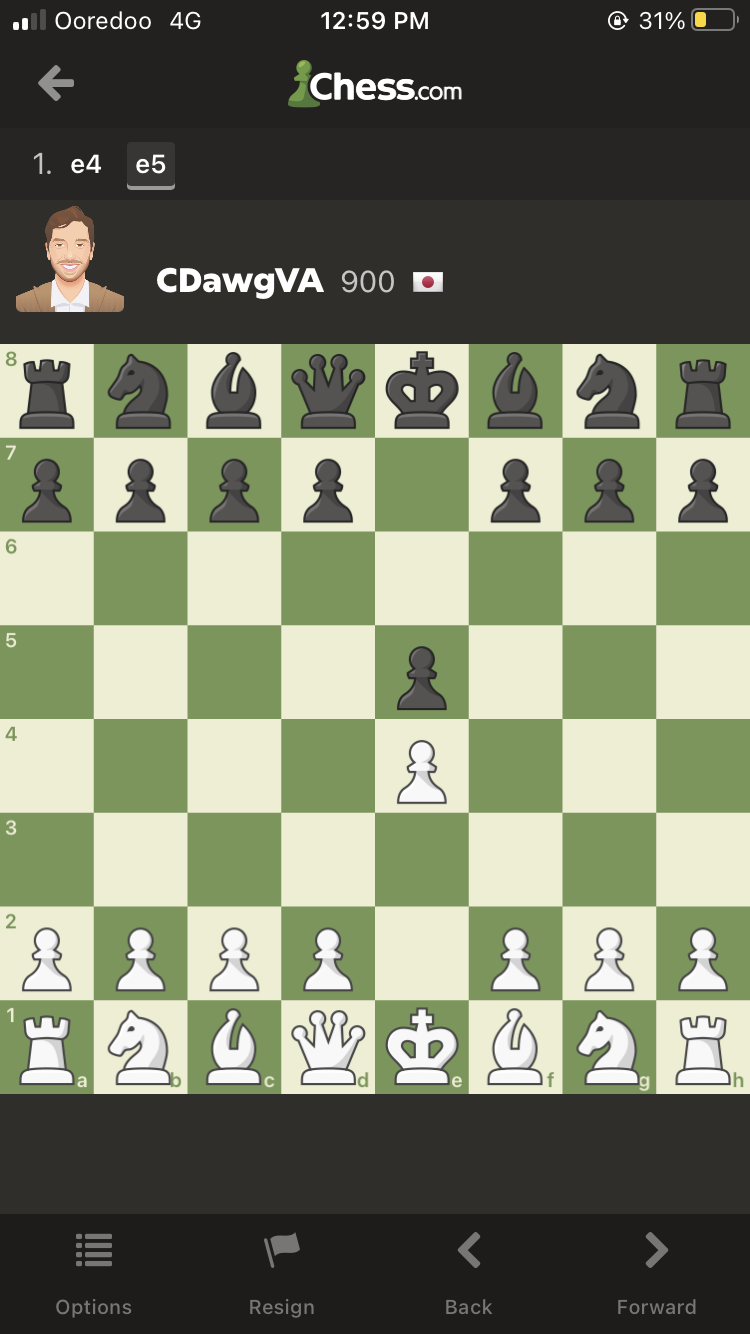 Ooredoo 4G 12:59 PM 31%
Chess.com
1. e4 e5
CDawgVA 900
8
7
6
5
4
3
2
1
a b c d e f g h
Options Resign Back Forward